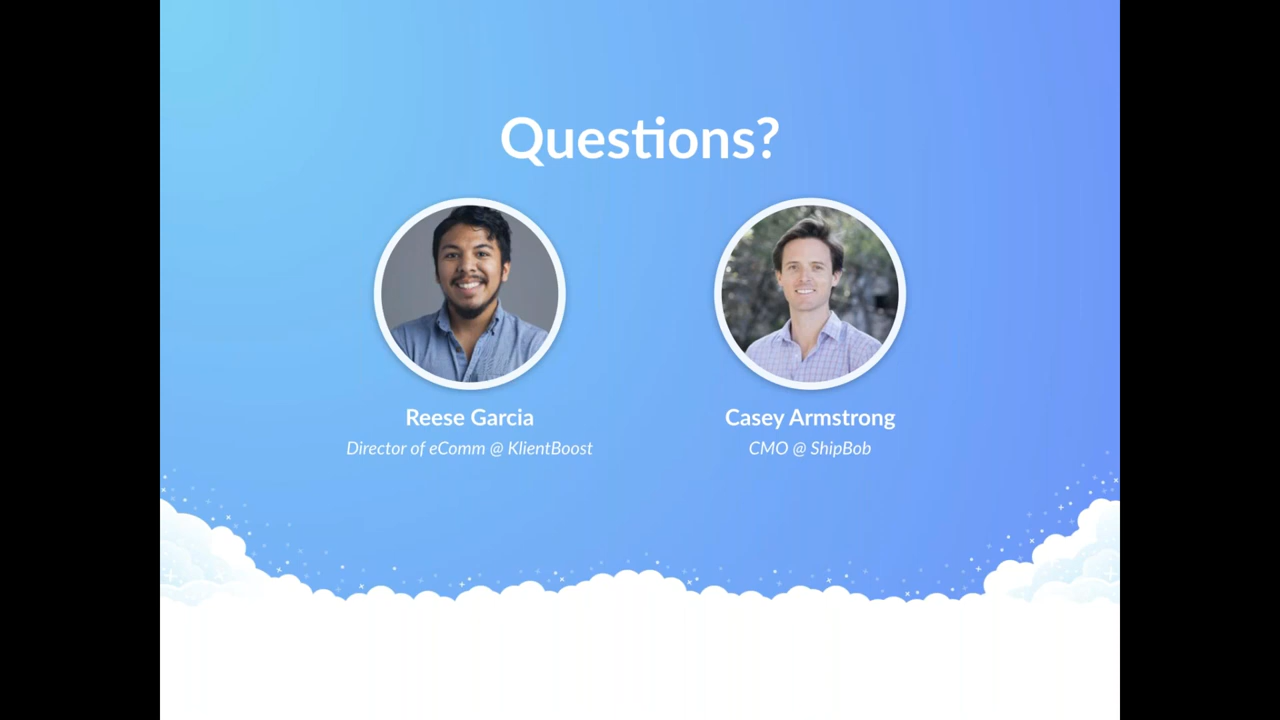 Questions?
Reese Garcia
Director of eComm @ KlientBoost
Casey Armstrong
CMO @ ShipBob